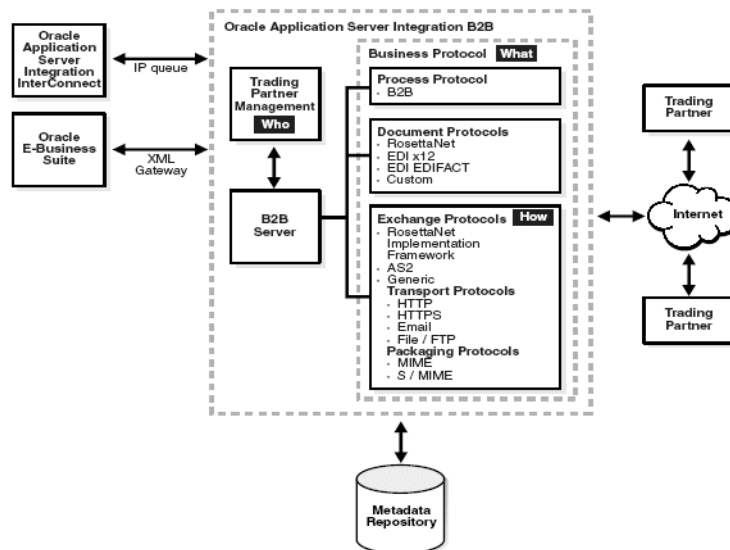 Oracle Application Server Integration B2B
Oracle
Application
Server
Integration
InterConnect
IP queue
Oracle
E-Business
Suite
XML
Gateway
Trading
Partner
Management
Who
B2B
Server
Business Protocol What
Process Protocol
· B2B
Document Protocols
· RosettaNet
· EDI x12
· EDI EDIFACT
· Custom
Exchange Protocols How
· RosettaNet
Implementation
Framework
· AS2
· Generic
Transport Protocols
· HTTP
· HTTPS
· Email
· File / FTP
Packaging Protocols
· MIME
· S / MIME
Trading
Partner
Internet
Trading
Partner
Metadata
Repository